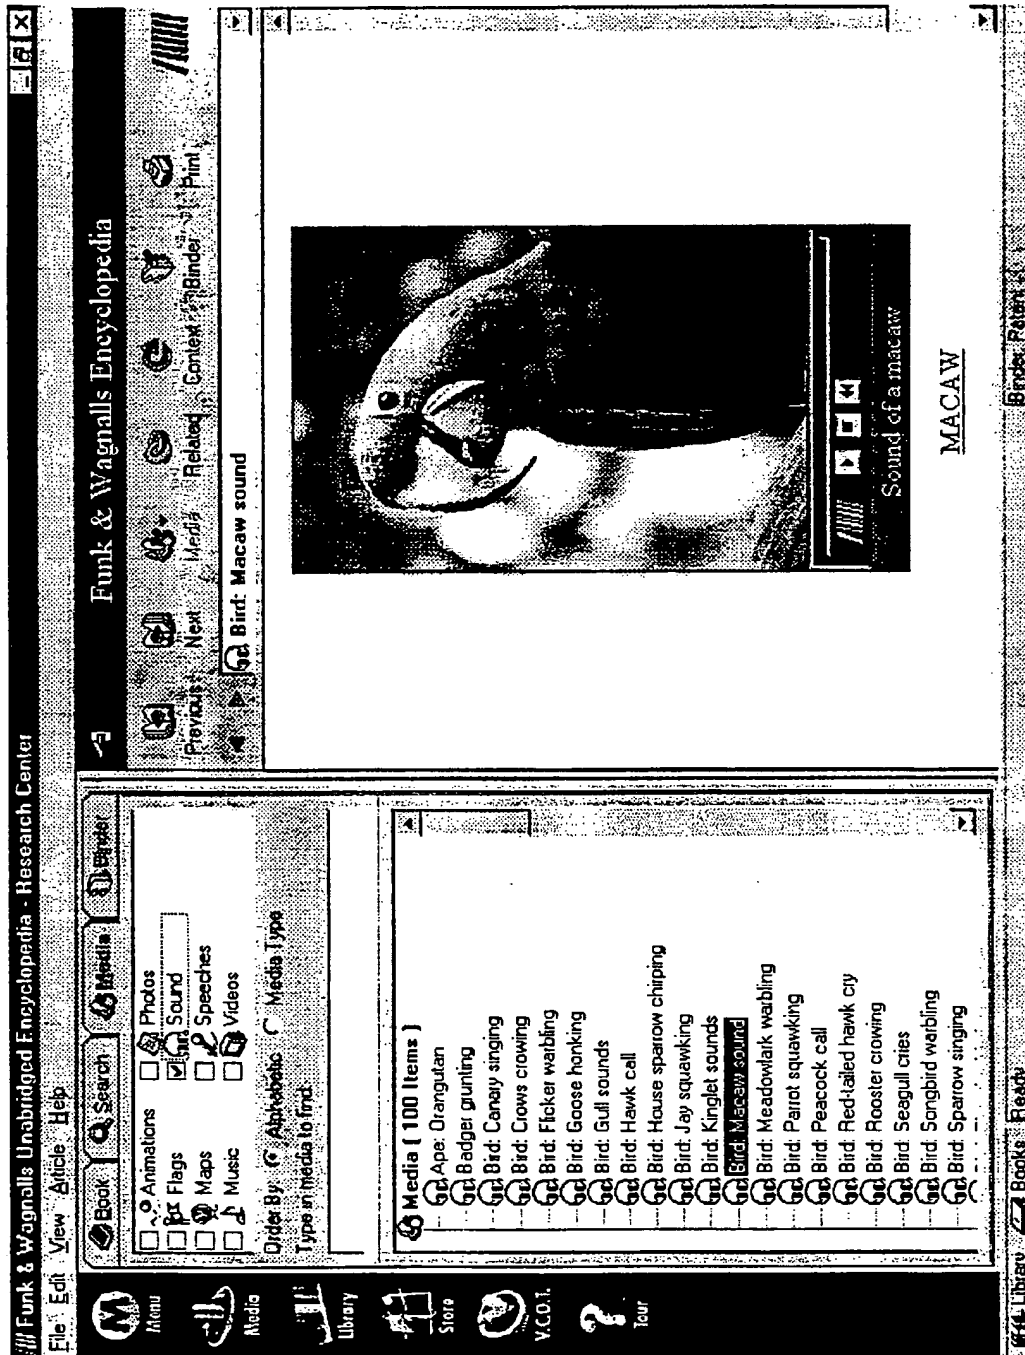 Funk & Wagnalls Unabridged Encyclopedia - Research Center
File Edit View Article Help
Menu
Media
Library
Store
V.C.O.T.
Tour
Book Search Media Binder
Animations Photos
Flags Sound
Maps Speeches
Music Videos
Order By Alphabetic Media Type
Type in media to find:
Media ( 100 Items )
Ape: Orangutan
Badger grunting
Bird: Canary singing
Bird: Crows crowing
Bird: Flicker warbling
Bird: Goose honking
Bird: Gull sounds
Bird: Hawk call
Bird: House sparrow chirping
Bird: Jay squawking
Bird: Kinglet sounds
Bird: Macaw sound
Bird: Meadowlark warbling
Bird: Parrot squawking
Bird: Peacock call
Bird: Red-tailed hawk cry
Bird: Rooster crowing
Bird: Seagull cries
Bird: Songbird warbling
Bird: Sparrow singing
Funk & Wagnalls Encyclopedia
Previous Next Media Related Context Binder Print
Bird: Macaw sound
Sound of a macaw
MACAW
Library Books Ready
Binder: Patent